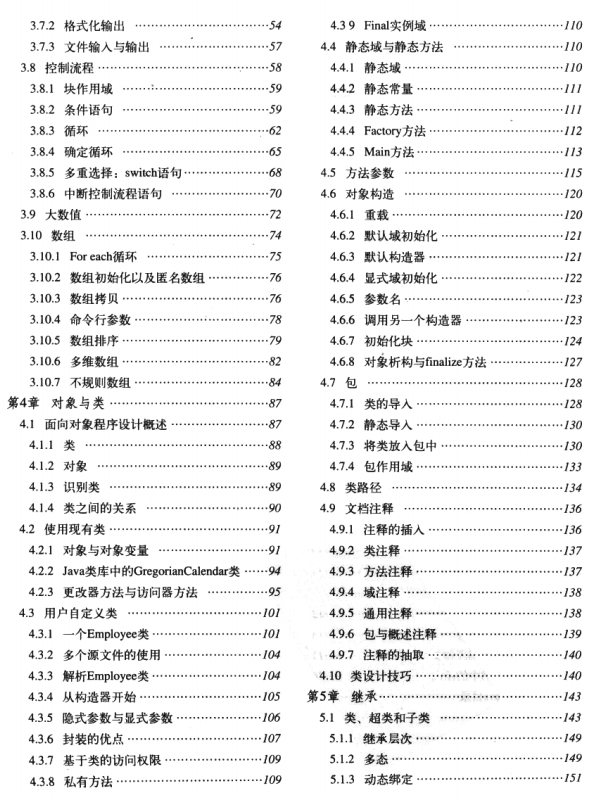 3.7.2 格式化输出 ……54
3.7.3 文件输入与输出 ……57
3.8 控制流程 ……58
3.8.1 块作用域 ……59
3.8.2 条件语句 ……59
3.8.3 循环 ……62
3.8.4 确定循环 ……65
3.8.5 多重选择：switch语句 ……68
3.8.6 中断控制流程语句 ……70
3.9 大数值 ……72
3.10 数组 ……74
3.10.1 For each循环 ……75
3.10.2 数组初始化以及匿名数组 ……76
3.10.3 数组拷贝 ……76
3.10.4 命令行参数 ……78
3.10.5 数组排序 ……79
3.10.6 多维数组 ……82
3.10.7 不规则数组 ……84
第4章 对象与类 ……87
4.1 面向对象程序设计概述 ……87
4.1.1 类 ……88
4.1.2 对象 ……89
4.1.3 识别类 ……89
4.1.4 类之间的关系 ……90
4.2 使用现有类 ……91
4.2.1 对象与对象变量 ……91
4.2.2 Java类库中的GregorianCalendar类 ……94
4.2.3 更改器方法与访问器方法 ……95
4.3 用户自定义类 ……101
4.3.1 一个Employee类 ……101
4.3.2 多个源文件的使用 ……104
4.3.3 解析Employee类 ……104
4.3.4 从构造器开始 ……105
4.3.5 隐式参数与显式参数 ……106
4.3.6 封装的优点 ……107
4.3.7 基于类的访问权限 ……109
4.3.8 私有方法 ……109
4.3 9 Final实例域 ……110
4.4 静态域与静态方法 ……110
4.4.1 静态域 ……110
4.4.2 静态常量 ……111
4.4.3 静态方法 ……111
4.4.4 Factory方法 ……112
4.4.5 Main方法 ……113
4.5 方法参数 ……115
4.6 对象构造 ……120
4.6.1 重载 ……120
4.6.2 默认域初始化 ……121
4.6.3 默认构造器 ……121
4.6.4 显式域初始化 ……122
4.6.5 参数名 ……123
4.6.6 调用另一个构造器 ……123
4.6.7 初始化块 ……124
4.6.8 对象析构与finalize方法 ……127
4.7 包 ……128
4.7.1 类的导入 ……128
4.7.2 静态导入 ……130
4.7.3 将类放入包中 ……130
4.7.4 包作用域 ……133
4.8 类路径 ……134
4.9 文档注释 ……136
4.9.1 注释的插入 ……136
4.9.2 类注释 ……137
4.9.3 方法注释 ……137
4.9.4 域注释 ……138
4.9.5 通用注释 ……138
4.9.6 包与概述注释 ……139
4.9.7 注释的抽取 ……140
4.10 类设计技巧 ……140
第5章 继承 ……143
5.1 类、超类和子类 ……143
5.1.1 继承层次 ……149
5.1.2 多态 ……149
5.1.3 动态绑定 ……151